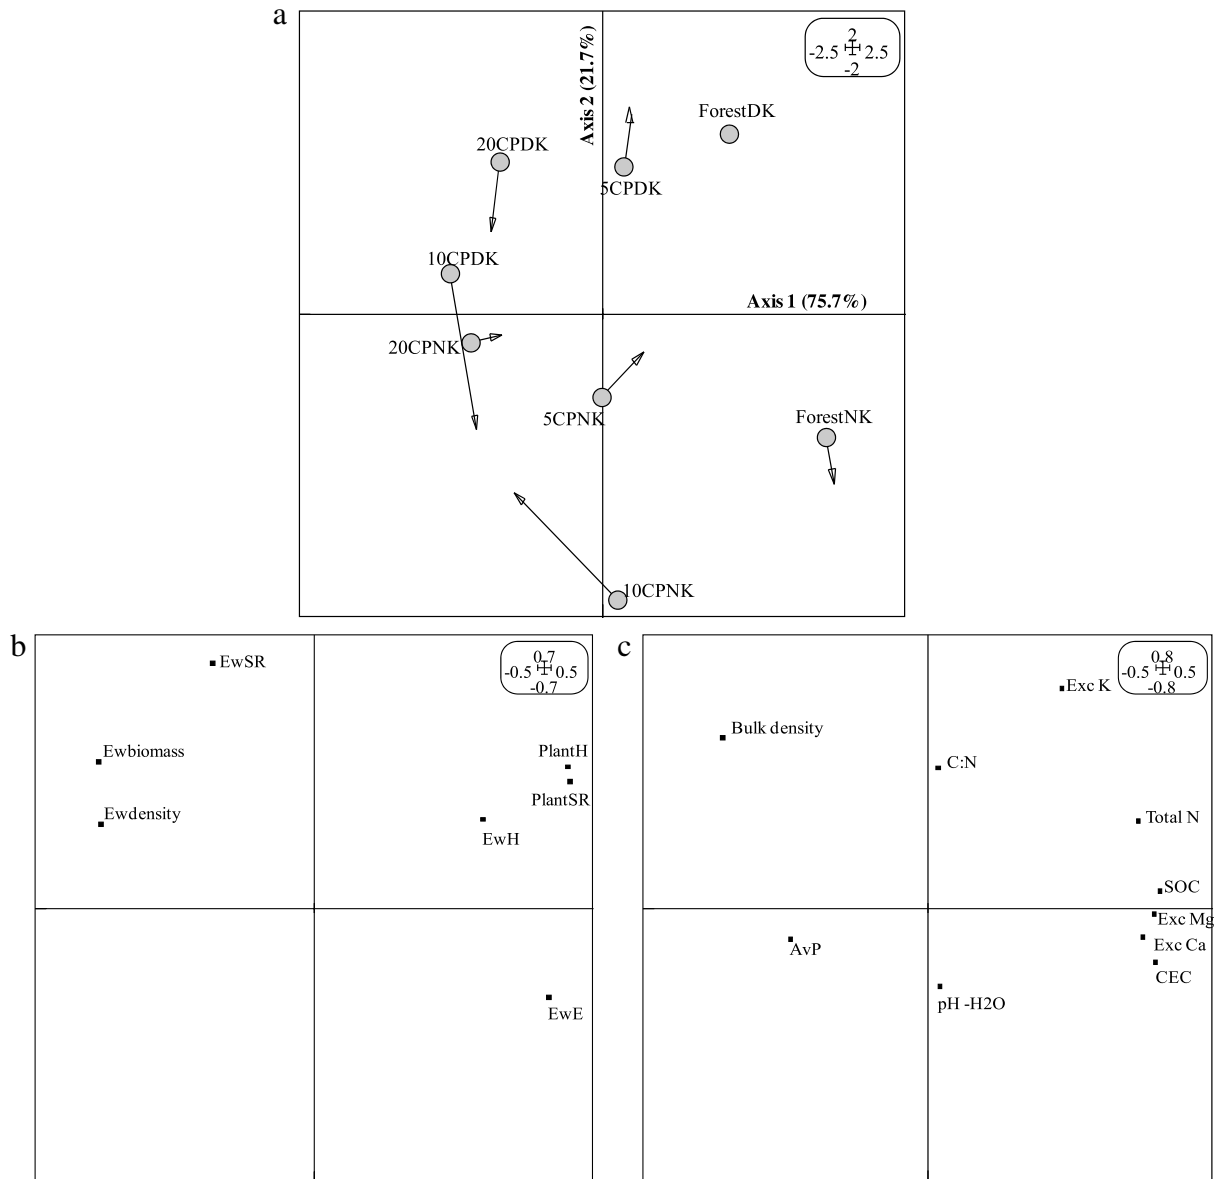 a
Axis 2 (21.7%)
2
-2.5 2.5
-2
ForestDK
20CPDK
5CPDK
10CPDK
Axis 1 (75.7%)
20CPNK
5CPNK
ForestNK
10CPNK
b
EwSR
0.7
-0.5 0.5
-0.7
Ewbiomass
PlantH
PlantSR
Ewdensity
EwH
EwE
c
0.8
-0.5 0.5
-0.8
Exc K
Bulk density
C:N
Total N
SOC
Exc Mg
Exc Ca
AvP
CEC
pH -H2O